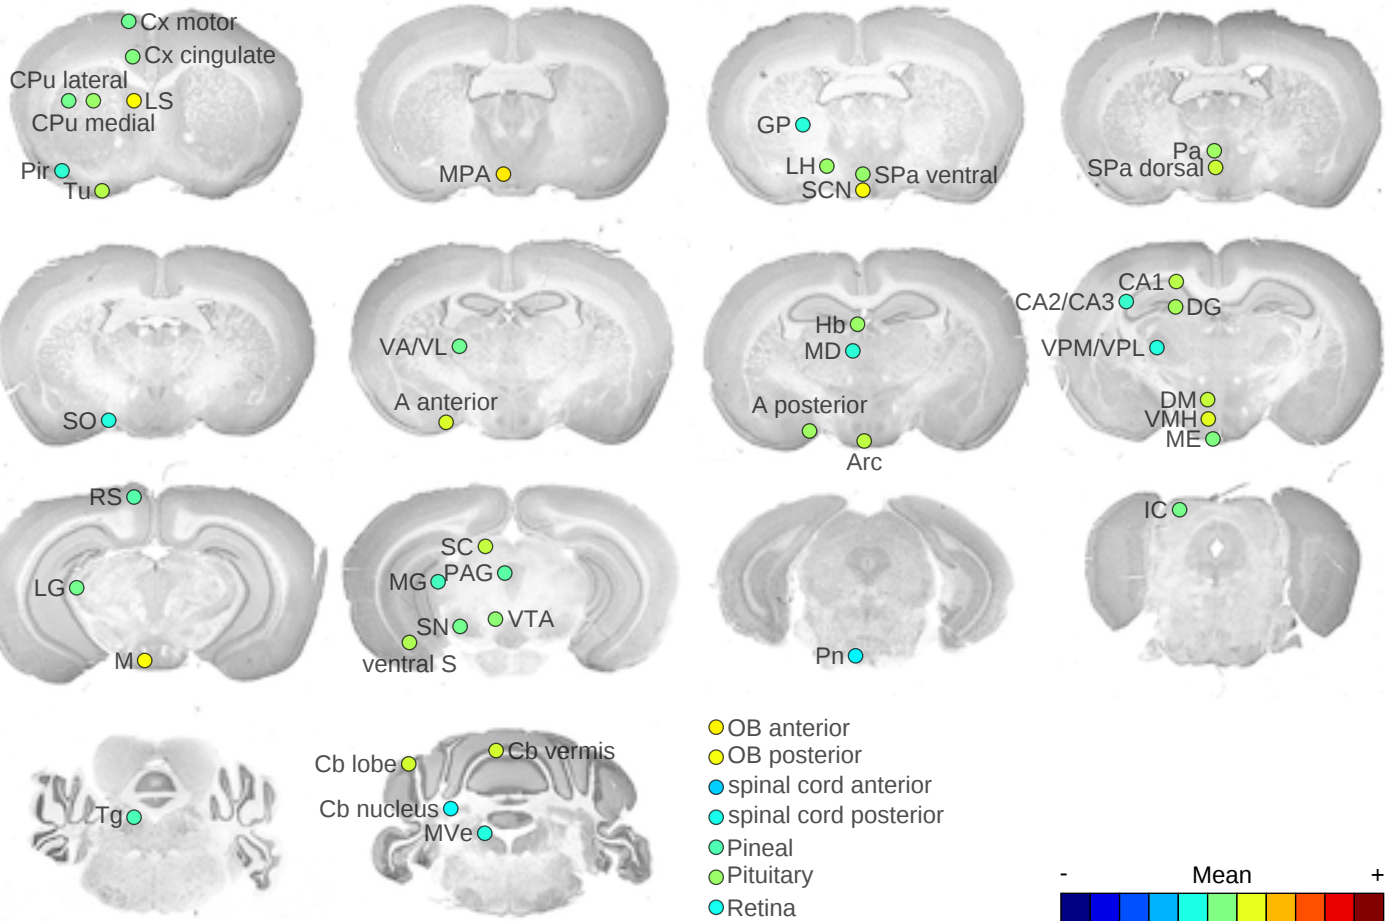 Cx motor
Cx cingulate
CPu lateral
LS
CPu medial
Pir
Tu
MPA
GP
LH
SPa ventral
SCN
Pa
SPa dorsal
SO
VA/VL
A anterior
Hb
MD
A posterior
Arc
CA1
CA2/CA3
DG
VPM/VPL
DM
VMH
ME
RS
LG
M
SC
MG
PAG
SN
VTA
ventral S
Pn
IC
Tg
Cb lobe
Cb vermis
Cb nucleus
MVe
OB anterior
OB posterior
spinal cord anterior
spinal cord posterior
Pineal
Pituitary
Retina
- Mean +